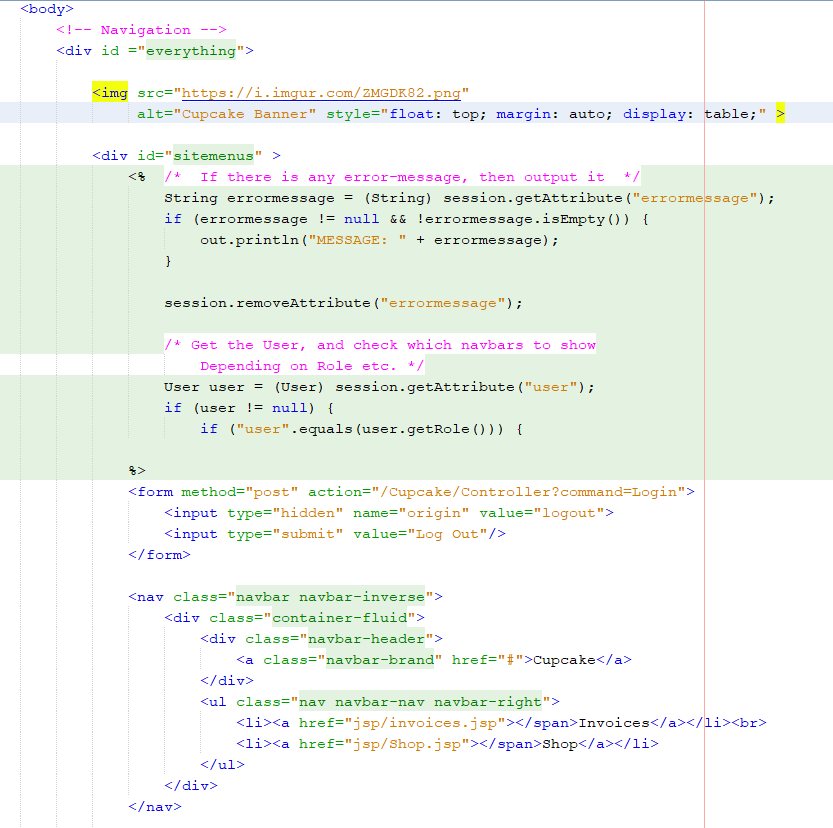 <body>
<!-- Navigation -->
<div id ="everything">
<img src="https://i.imgur.com/ZMGDK82.png"
alt="Cupcake Banner" style="float: top; margin: auto; display: table;" >
<div id="sitemenus" >
<% /*  If there is any error-message, then output it  */
String errormessage = (String) session.getAttribute("errormessage");
if (errormessage != null && !errormessage.isEmpty()) {
out.println("MESSAGE: " + errormessage);
}
session.removeAttribute("errormessage");
/* Get the User, and check which navbars to show
Depending on Role etc. */
User user = (User) session.getAttribute("user");
if (user != null) {
if ("user".equals(user.getRole())) {
%>
<form method="post" action="/Cupcake/Controller?command=Login">
<input type="hidden" name="origin" value="logout">
<input type="submit" value="Log Out"/>
</form>
<nav class="navbar navbar-inverse">
<div class="container-fluid">
<div class="navbar-header">
<a class="navbar-brand" href="#">Cupcake</a>
</div>
<ul class="nav navbar-nav navbar-right">
<li><a href="jsp/invoices.jsp"></span>Invoices</a></li><br>
<li><a href="jsp/Shop.jsp"></span>Shop</a></li>
</ul>
</div>
</nav>